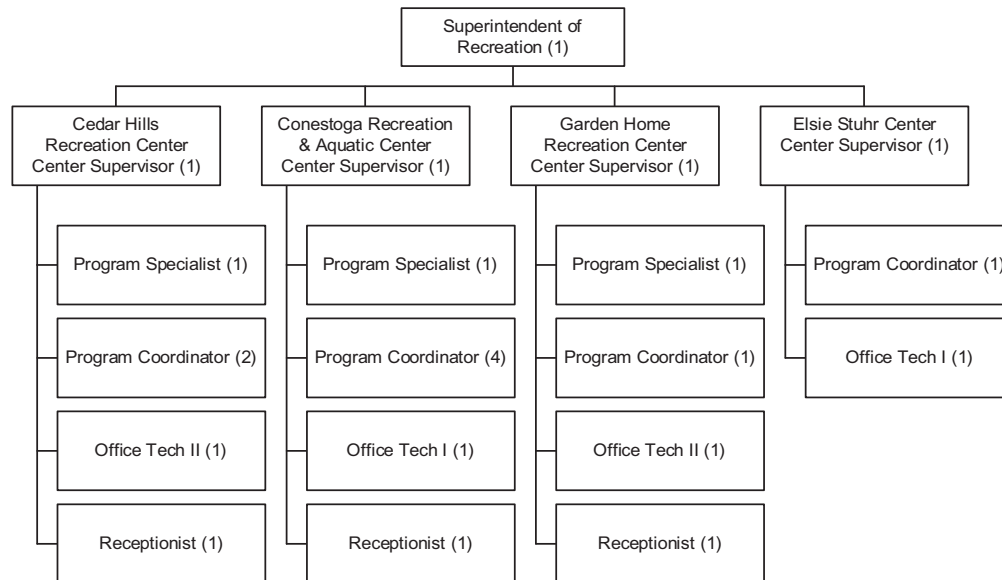 Superintendent of
Recreation (1)
Cedar Hills
Recreation Center
Center Supervisor (1)
Conestoga Recreation
& Aquatic Center
Center Supervisor (1)
Garden Home
Recreation Center
Center Supervisor (1)
Elsie Stuhr Center
Center Supervisor (1)
Program Specialist (1)
Program Coordinator (2)
Office Tech II (1)
Receptionist (1)
Program Specialist (1)
Program Coordinator (4)
Office Tech I (1)
Receptionist (1)
Program Specialist (1)
Program Coordinator (1)
Office Tech II (1)
Receptionist (1)
Program Coordinator (1)
Office Tech I (1)